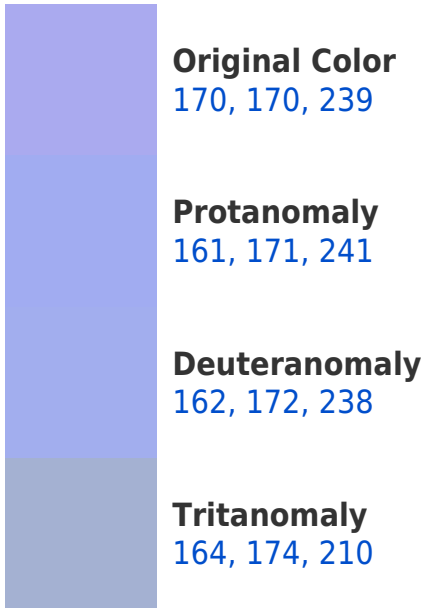 Original Color
170, 170, 239
Protanomaly
161, 171, 241
Deuteranomaly
162, 172, 238
Tritanomaly
164, 174, 210